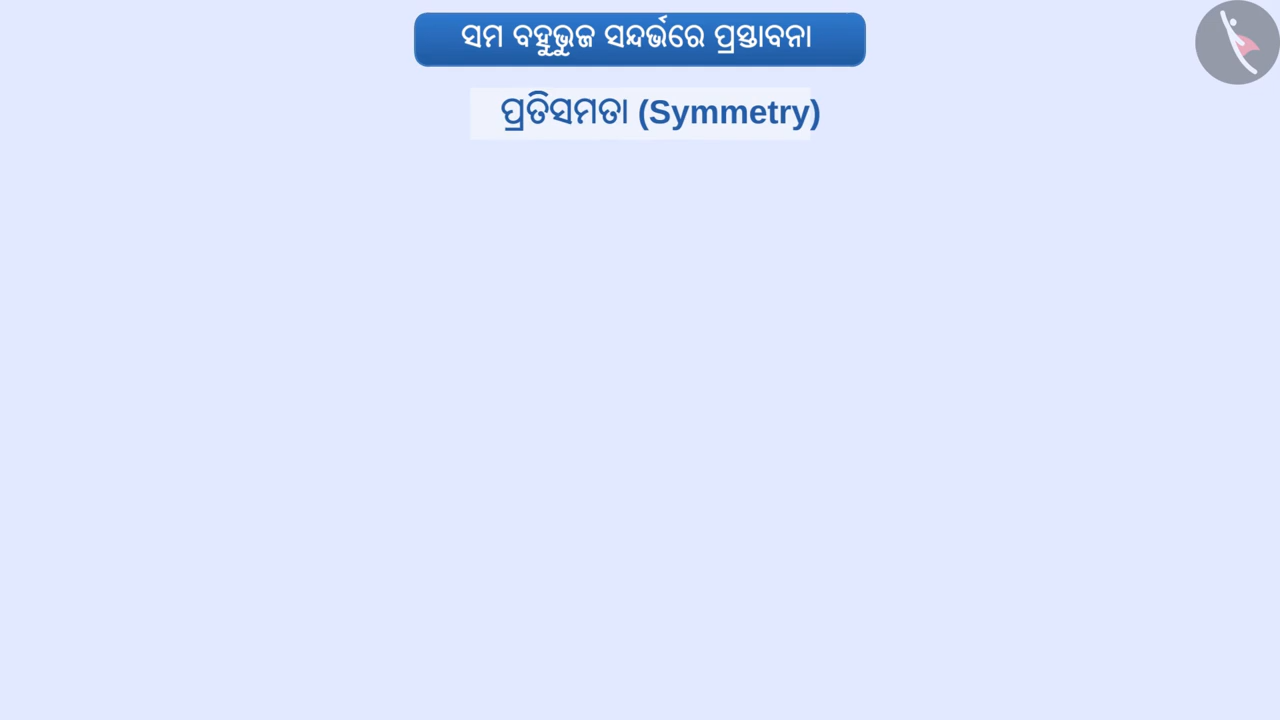 ସମ ବହୁଭୁଜ ସନ୍ଦର୍ଭରେ ପ୍ରସ୍ତାବନା
ପ୍ରତିସମତା (Symmetry)